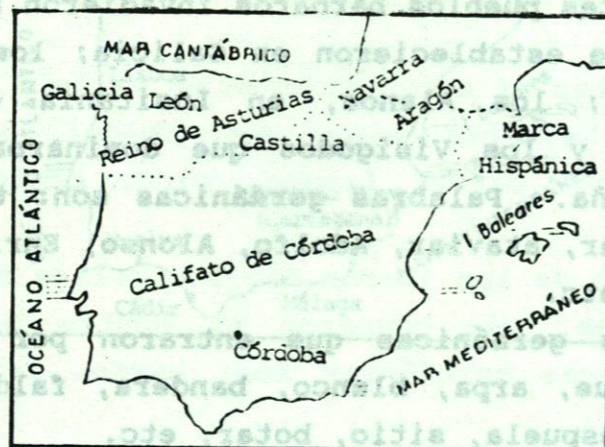 MAR CANTÁBRICO
Galicia
León
Reino de Asturias
Navarra
Aragón
Castilla
Marca
Hispánica
OCÉANO ATLÁNTICO
I Baleares
Califato de Córdoba
Córdoba
MAR MEDITERRÁNEO